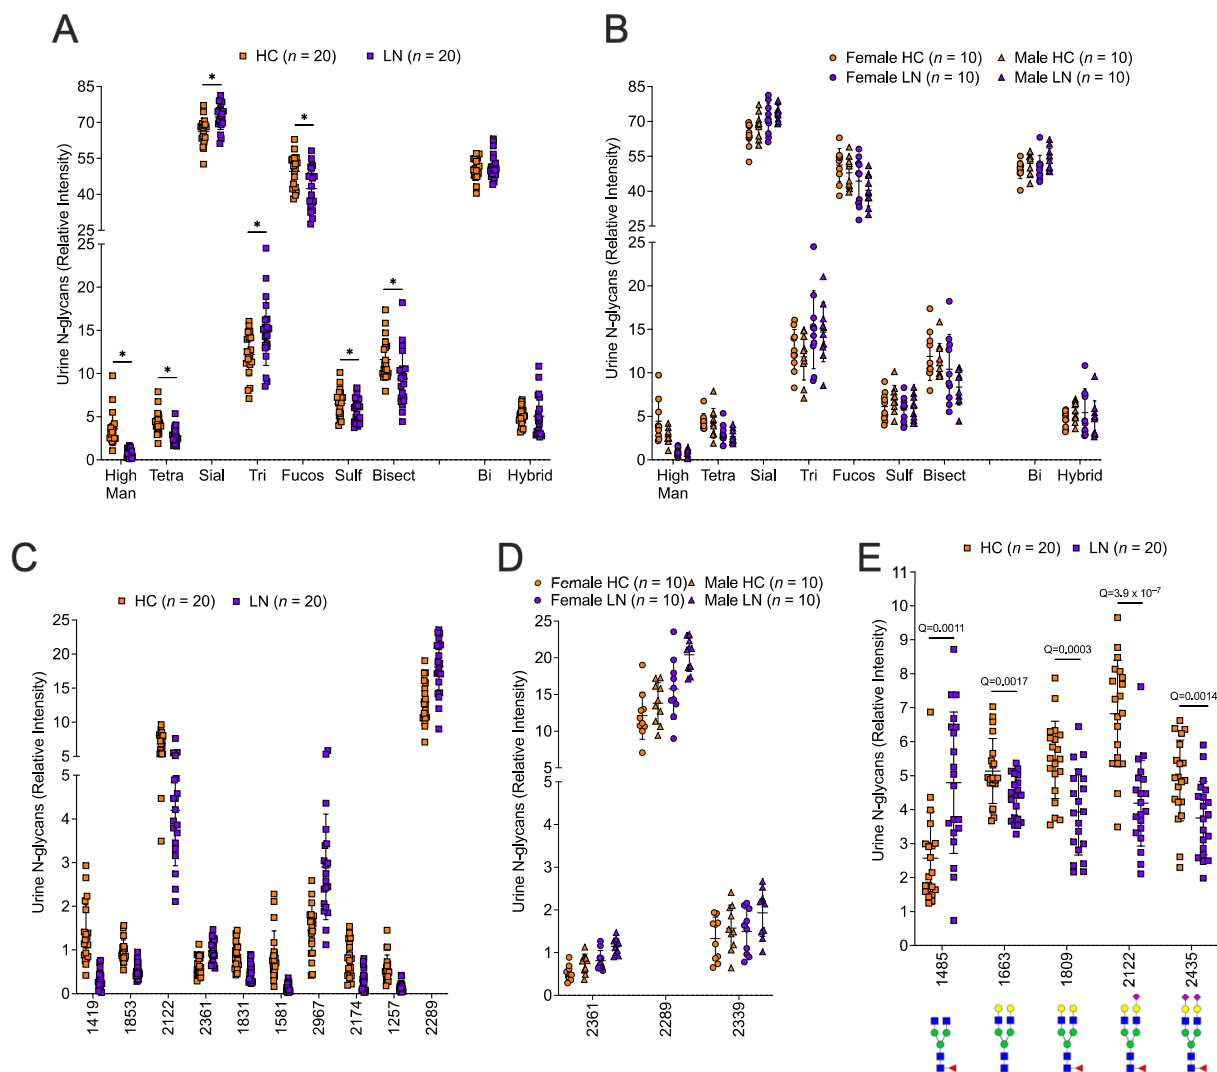 A
HC (n = 20) LN (n = 20)
Urine N-glycans (Relative Intensity)
85
70
55
40
25
25
20
15
10
5
0
* * * * * * *
High Man Tetra Sial Tri Fucos Sulf Bisect Bi Hybrid
B
Female HC (n = 10) Male HC (n = 10)
Female LN (n = 10) Male LN (n = 10)
Urine N-glycans (Relative Intensity)
85
70
55
40
25
25
20
15
10
5
0
High Man Tetra Sial Tri Fucos Sulf Bisect Bi Hybrid
C
HC (n = 20) LN (n = 20)
Urine N-glycans (Relative Intensity)
25
20
15
10
5
5
4
3
2
1
0
1419 1853 2122 2361 1831 1581 2967 2174 1257 2289
D
Female HC (n = 10) Male HC (n = 10)
Female LN (n = 10) Male LN (n = 10)
Urine N-glycans (Relative Intensity)
25
20
15
10
5
5
4
3
2
1
0
2361 2289 2339
E
HC (n = 20) LN (n = 20)
Urine N-glycans (Relative Intensity)
11
10
9
8
7
6
5
4
3
2
1
0
Q=0.0011 Q=0.0017 Q=0.0003 Q=3.9 x 10⁻⁷ Q=0.0014
1485 1663 1809 2122 2435